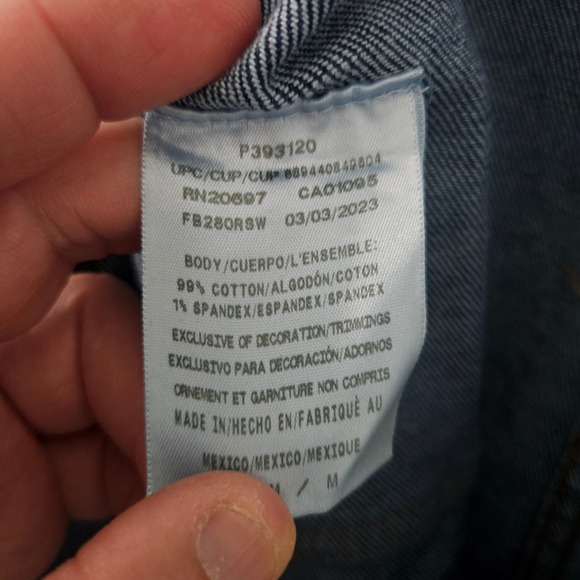 P393120
UPC/CUP/CUP 889440849804
RN20697 CA01095
FB280RSW 03/03/2023
BODY/CUERPO/L'ENSEMBLE:
99% COTTON/ALGODÓN/COTON
1% SPANDEX/ESPANDEX/SPANDEX
EXCLUSIVE OF DECORATION/TRIMMINGS
EXCLUSIVO PARA DECORACIÓN/ADORNOS
ORNEMENT ET GARNITURE NON COMPRIS
MADE IN/HECHO EN/FABRIQUÈ AU
MEXICO/MEXICO/MEXIQUE
/ M